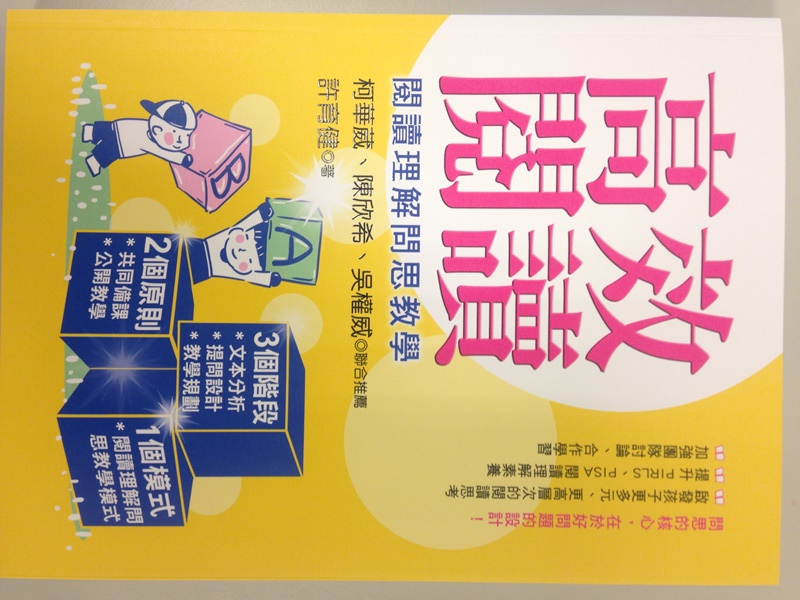 高效
閱讀
問思的核心，在於好問題的設計！
啟發孩子更多元、更高層次的閱讀思考
提升PIRLS、PISA閱讀理解素養
加強團隊討論、合作學習
閱讀理解問思教學
柯華葳、陳欣希、吳權威◎聯合推薦
許育健◎著
B
A
3個階段
*文本分析
*提問設計
*教學規劃
2個原則
*共同備課
*公開教學
1個模式
*閱讀理解問
思教學模式